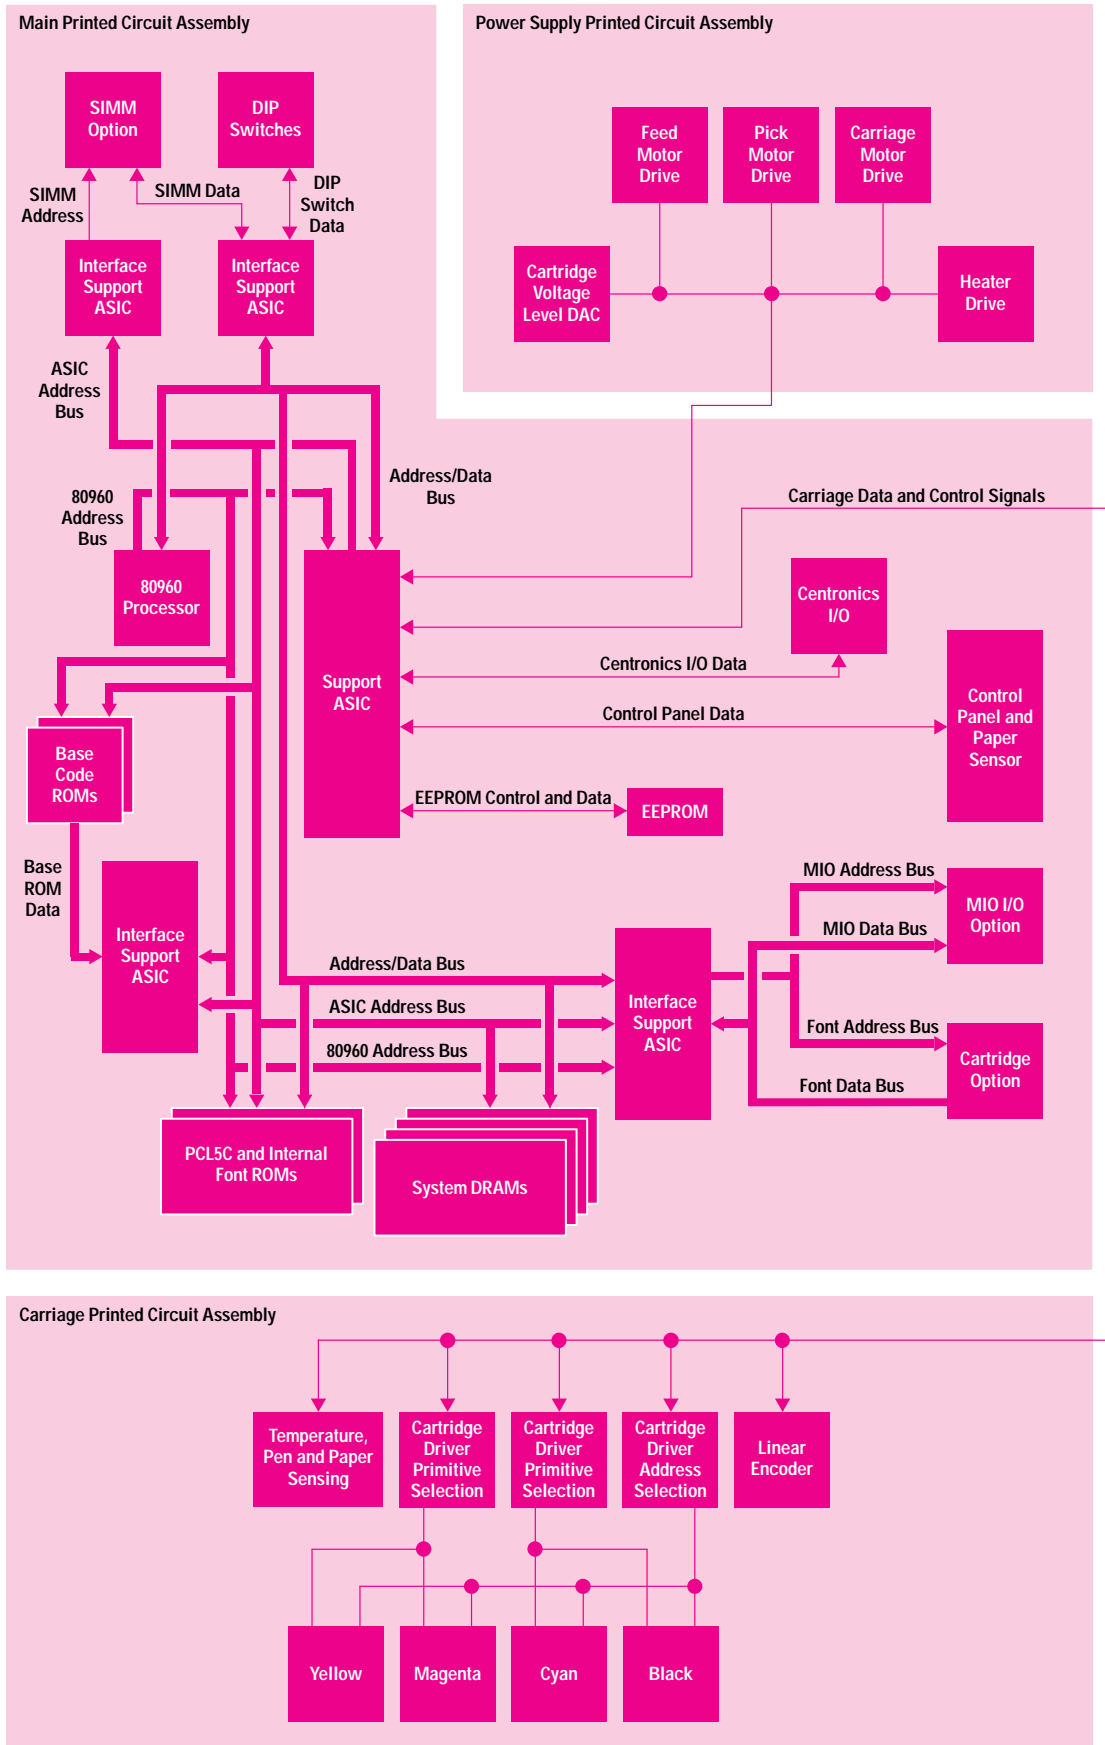 Main Printed Circuit Assembly
Power Supply Printed Circuit Assembly
SIMM
Option
DIP
Switches
Feed
Motor
Drive
Pick
Motor
Drive
Carriage
Motor
Drive
SIMM
Address
SIMM Data
DIP
Switch
Data
Interface
Support
ASIC
Interface
Support
ASIC
Cartridge
Voltage
Level DAC
Heater
Drive
ASIC
Address
Bus
80960
Address
Bus
Address/Data
Bus
Carriage Data and Control Signals
80960
Processor
Support
ASIC
Centronics
I/O
Centronics I/O Data
Control Panel Data
Control
Panel and
Paper
Sensor
Base
Code
ROMs
EEPROM Control and Data
EEPROM
Base
ROM
Data
Interface
Support
ASIC
MIO Address Bus
MIO Data Bus
MIO I/O
Option
Address/Data Bus
ASIC Address Bus
80960 Address Bus
Interface
Support
ASIC
Font Address Bus
Font Data Bus
Cartridge
Option
PCL5C and Internal
Font ROMs
System DRAMs
Carriage Printed Circuit Assembly
Temperature,
Pen and Paper
Sensing
Cartridge
Driver
Primitive
Selection
Cartridge
Driver
Primitive
Selection
Cartridge
Driver
Address
Selection
Linear
Encoder
Yellow
Magenta
Cyan
Black